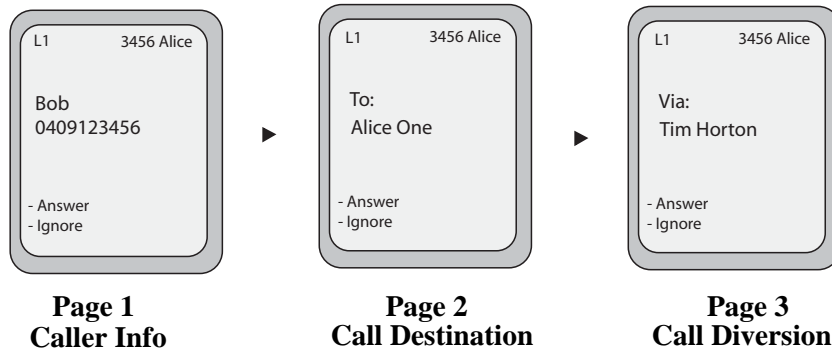 L1 3456 Alice
Bob
0409123456
- Answer
- Ignore
L1 3456 Alice
To:
Alice One
- Answer
- Ignore
L1 3456 Alice
Via:
Tim Horton
- Answer
- Ignore
Page 1
Caller Info
Page 2
Call Destination
Page 3
Call Diversion